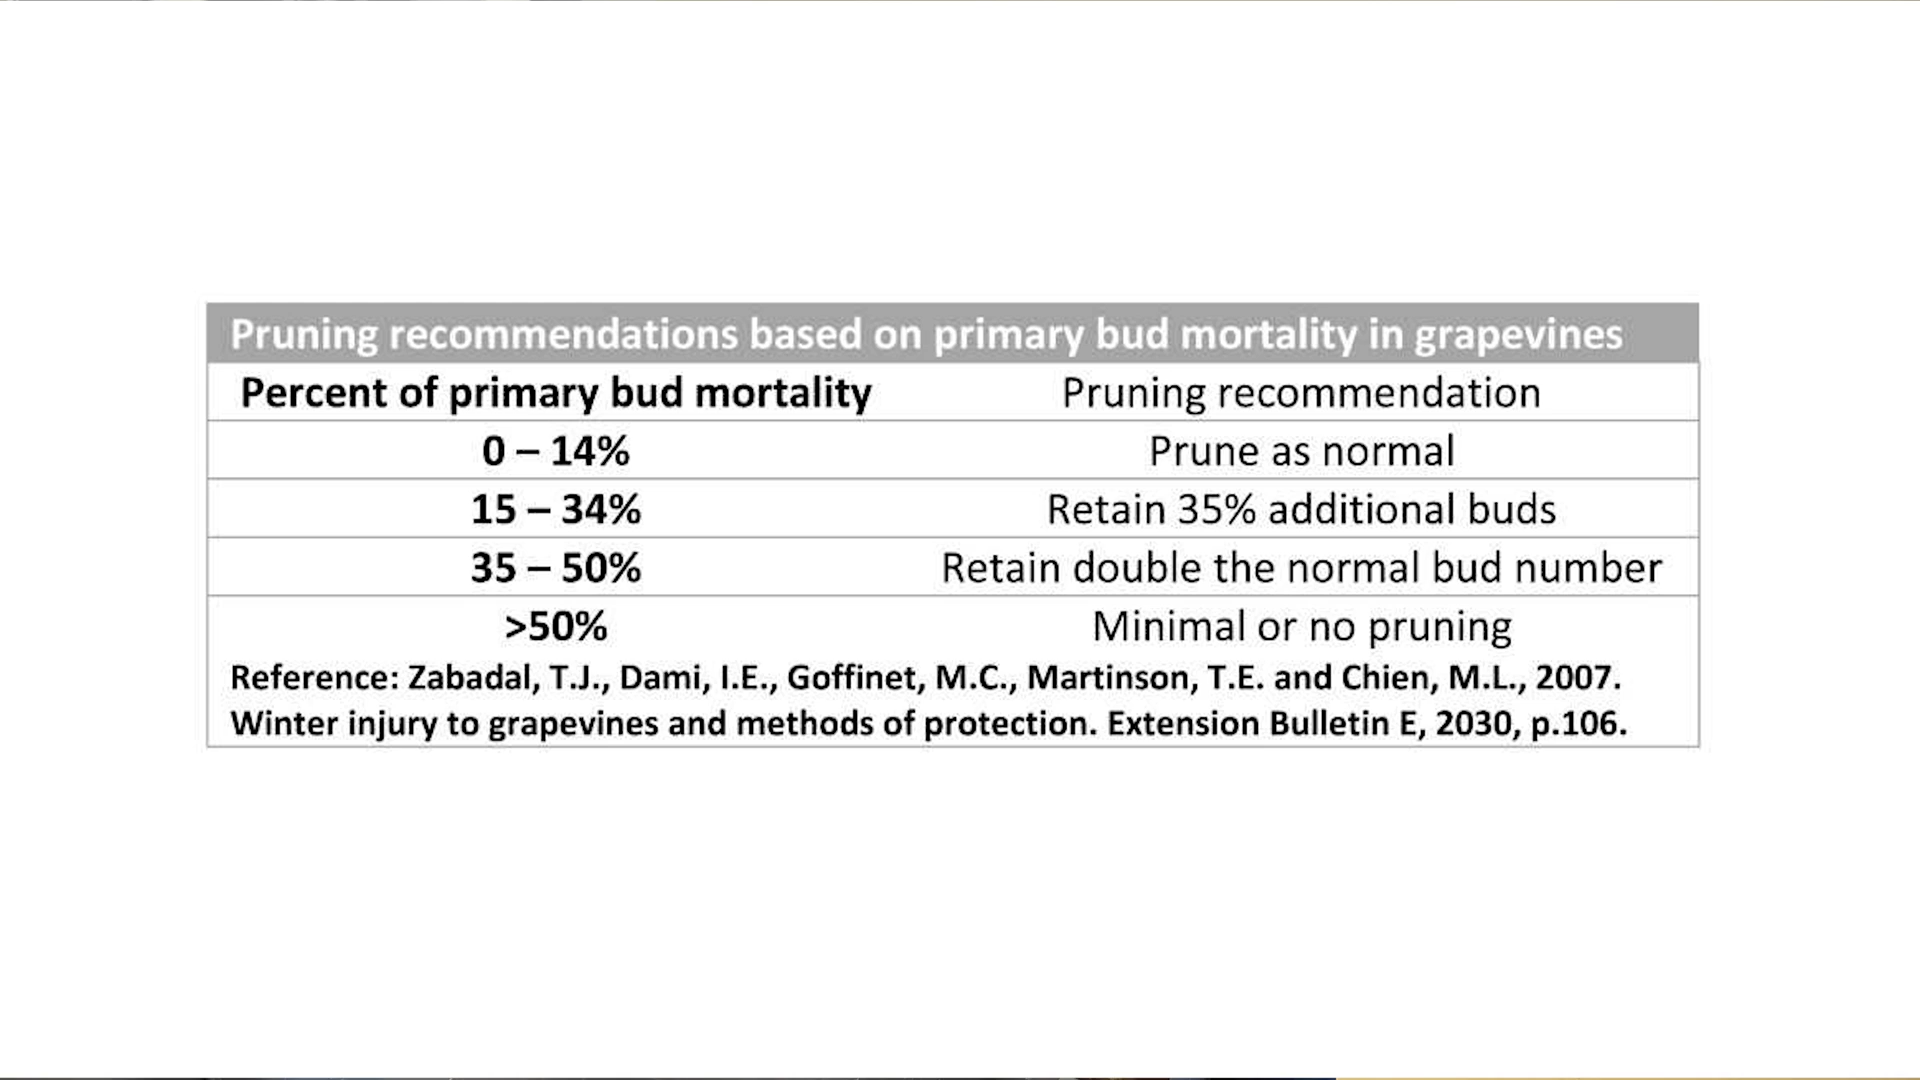 Pruning recommendations based on primary bud mortality in grapevines
Percent of primary bud mortality Pruning recommendation
0 – 14% Prune as normal
15 – 34% Retain 35% additional buds
35 – 50% Retain double the normal bud number
>50% Minimal or no pruning
Reference: Zabadal, T.J., Dami, I.E., Goffinet, M.C., Martinson, T.E. and Chien, M.L., 2007.
Winter injury to grapevines and methods of protection. Extension Bulletin E, 2030, p.106.